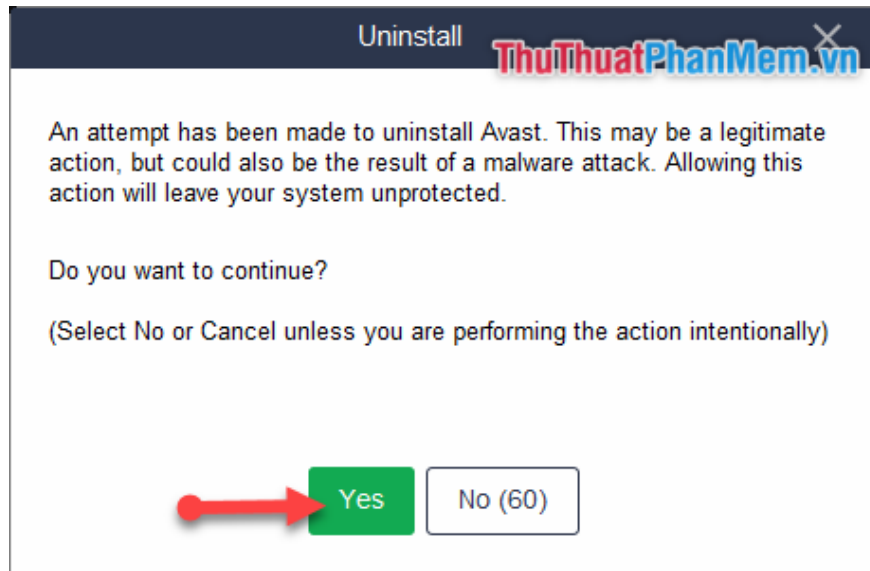 Uninstall
ThuThuatPhanMem.vn
An attempt has been made to uninstall Avast. This may be a legitimate
action, but could also be the result of a malware attack. Allowing this
action will leave your system unprotected.
Do you want to continue?
(Select No or Cancel unless you are performing the action intentionally)
Yes
No (60)